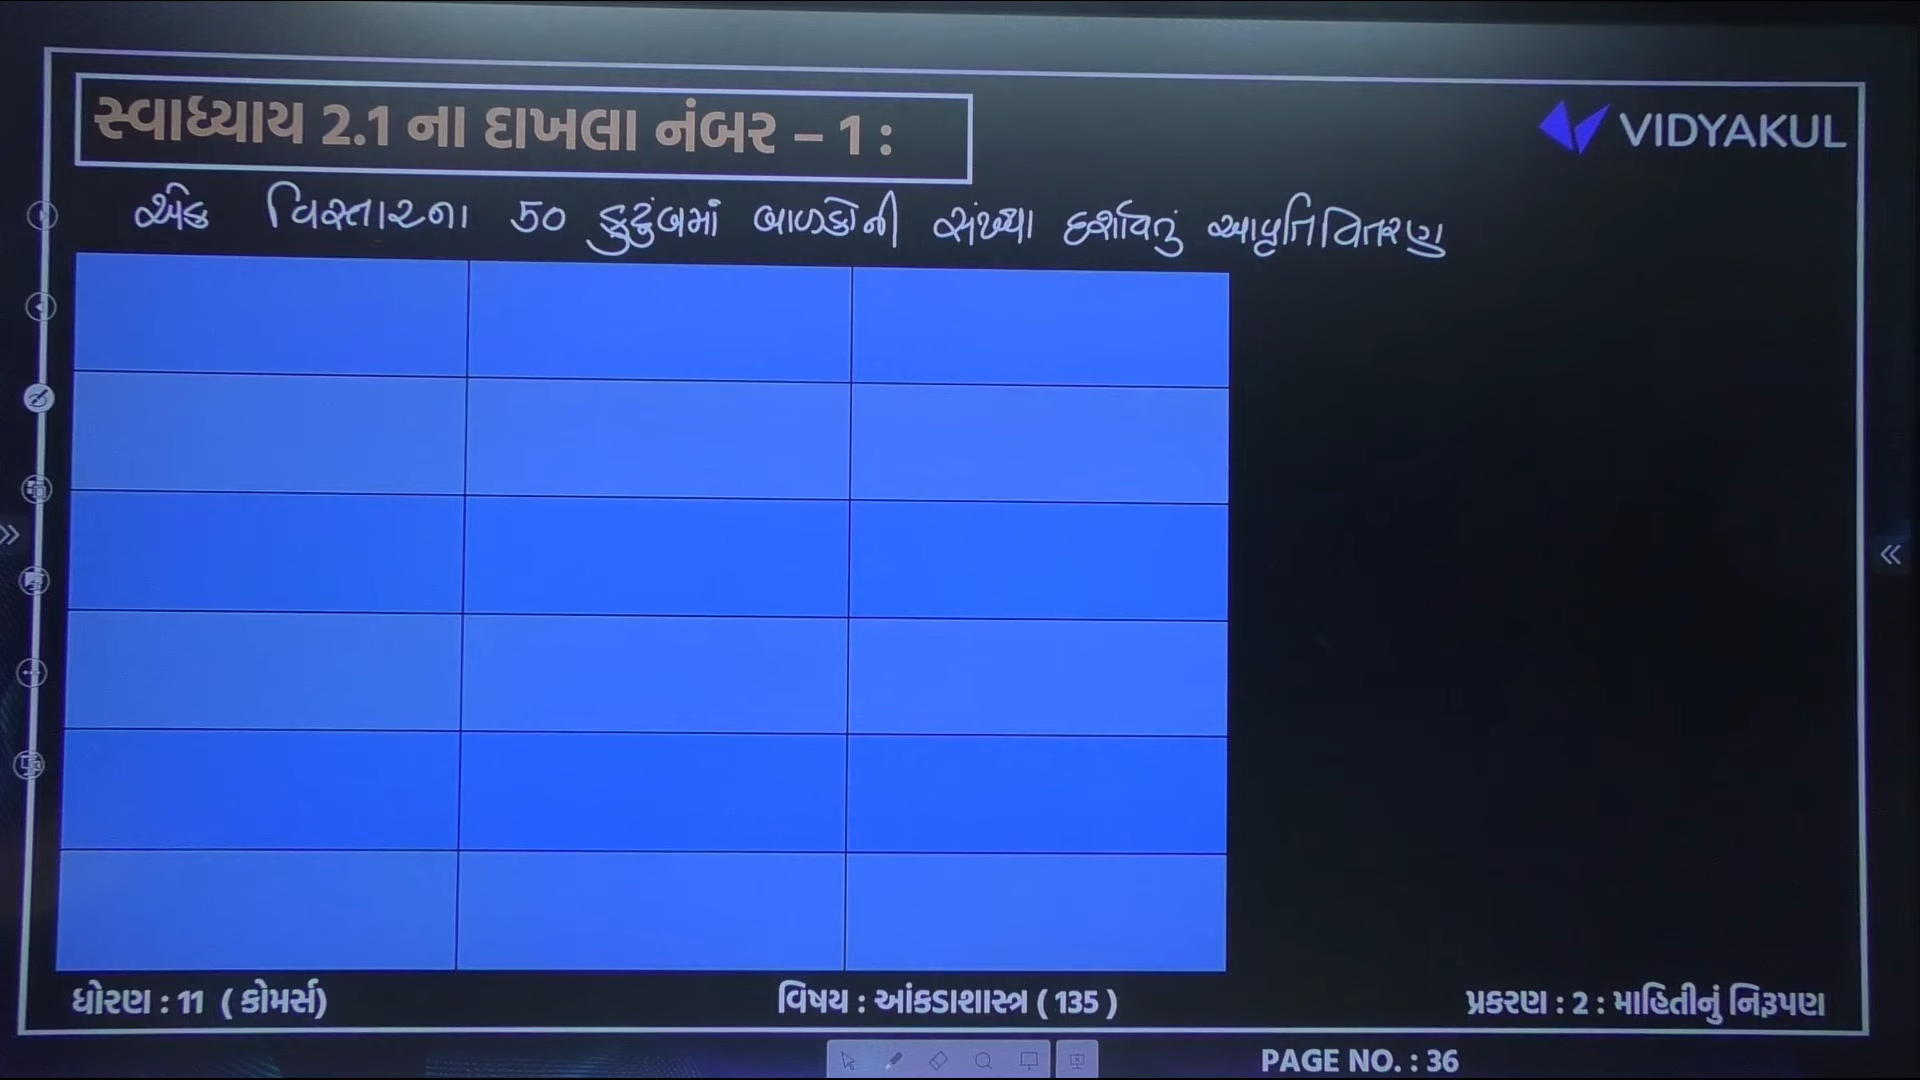 સ્વાધ્યાય 2.1 ના દાખલા નંબર – 1 :
VIDYAKUL
એક વિસ્તારના 50 કુટુંબમાં બાળકોની સંખ્યા દર્શાવતું આવૃત્તિ વિતરણ
ધોરણ : 11 ( કોમર્સ)
વિષય : આંકડાશાસ્ત્ર ( 135 )
પ્રકરણ : 2 : માહિતીનું નિરૂપણ
PAGE NO. : 36